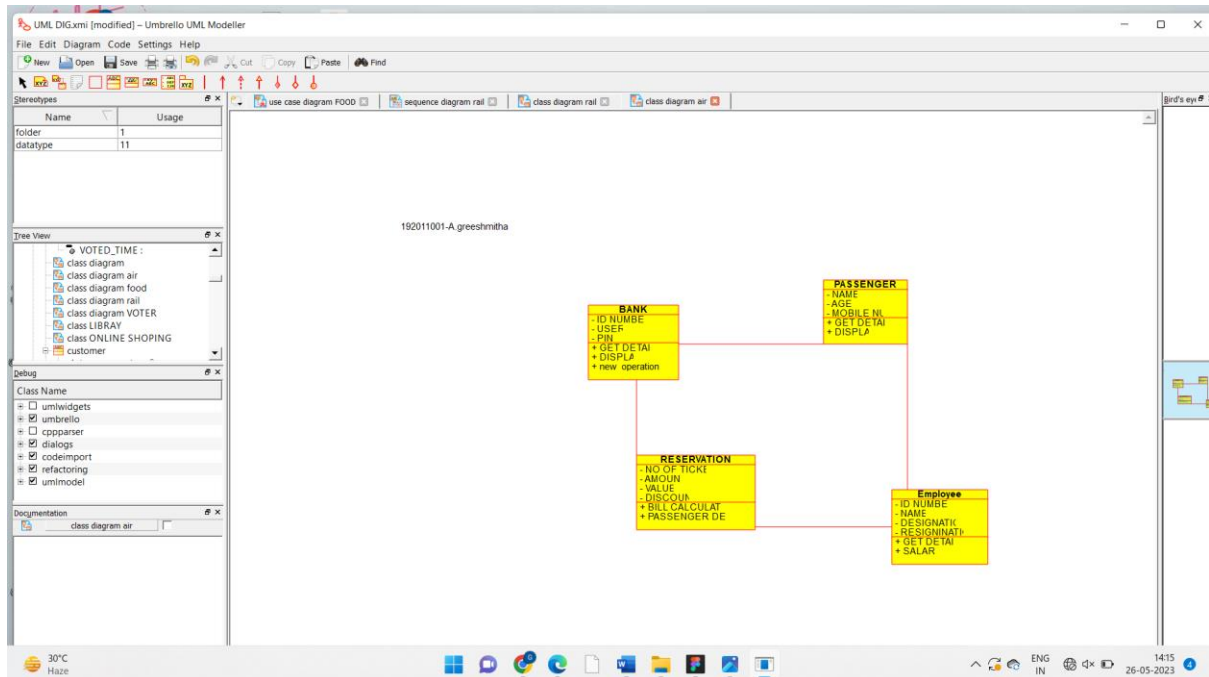 UML DIG.xmi [modified] – Umbrello UML Modeller
File Edit Diagram Code Settings Help
New Open Save Cut Copy Paste Find
Stereotypes
Name Usage
folder 1
datatype 11
Tree View
VOTED_TIME :
class diagram
class diagram air
class diagram food
class diagram rail
class diagram VOTER
class LIBRAY
class ONLINE SHOPING
customer
Debug
Class Name
umlwidgets
umbrello
cppparser
dialogs
codeimport
refactoring
umlmodel
Documentation
class diagram air
use case diagram FOOD sequence diagram rail class diagram rail class diagram air
Bird's eye
192011001-A.greeshmitha
BANK
- ID NUMBE
- USER
- PIN
+ GET DETAI
+ DISPLA
+ new operation
PASSENGER
- NAME
- AGE
- MOBILE NU
+ GET DETAI
+ DISPLA
RESERVATION
- NO OF TICKE
- AMOUN
- VALUE
- DISCOUN
+ BILL CALCULAT
+ PASSENGER DE
Employee
- ID NUMBE
- NAME
- DESIGNATI
- RESIGNINATI
+ GET DETAI
+ SALAR
30°C
Haze
ENG
IN
14:15
26-05-2023
4